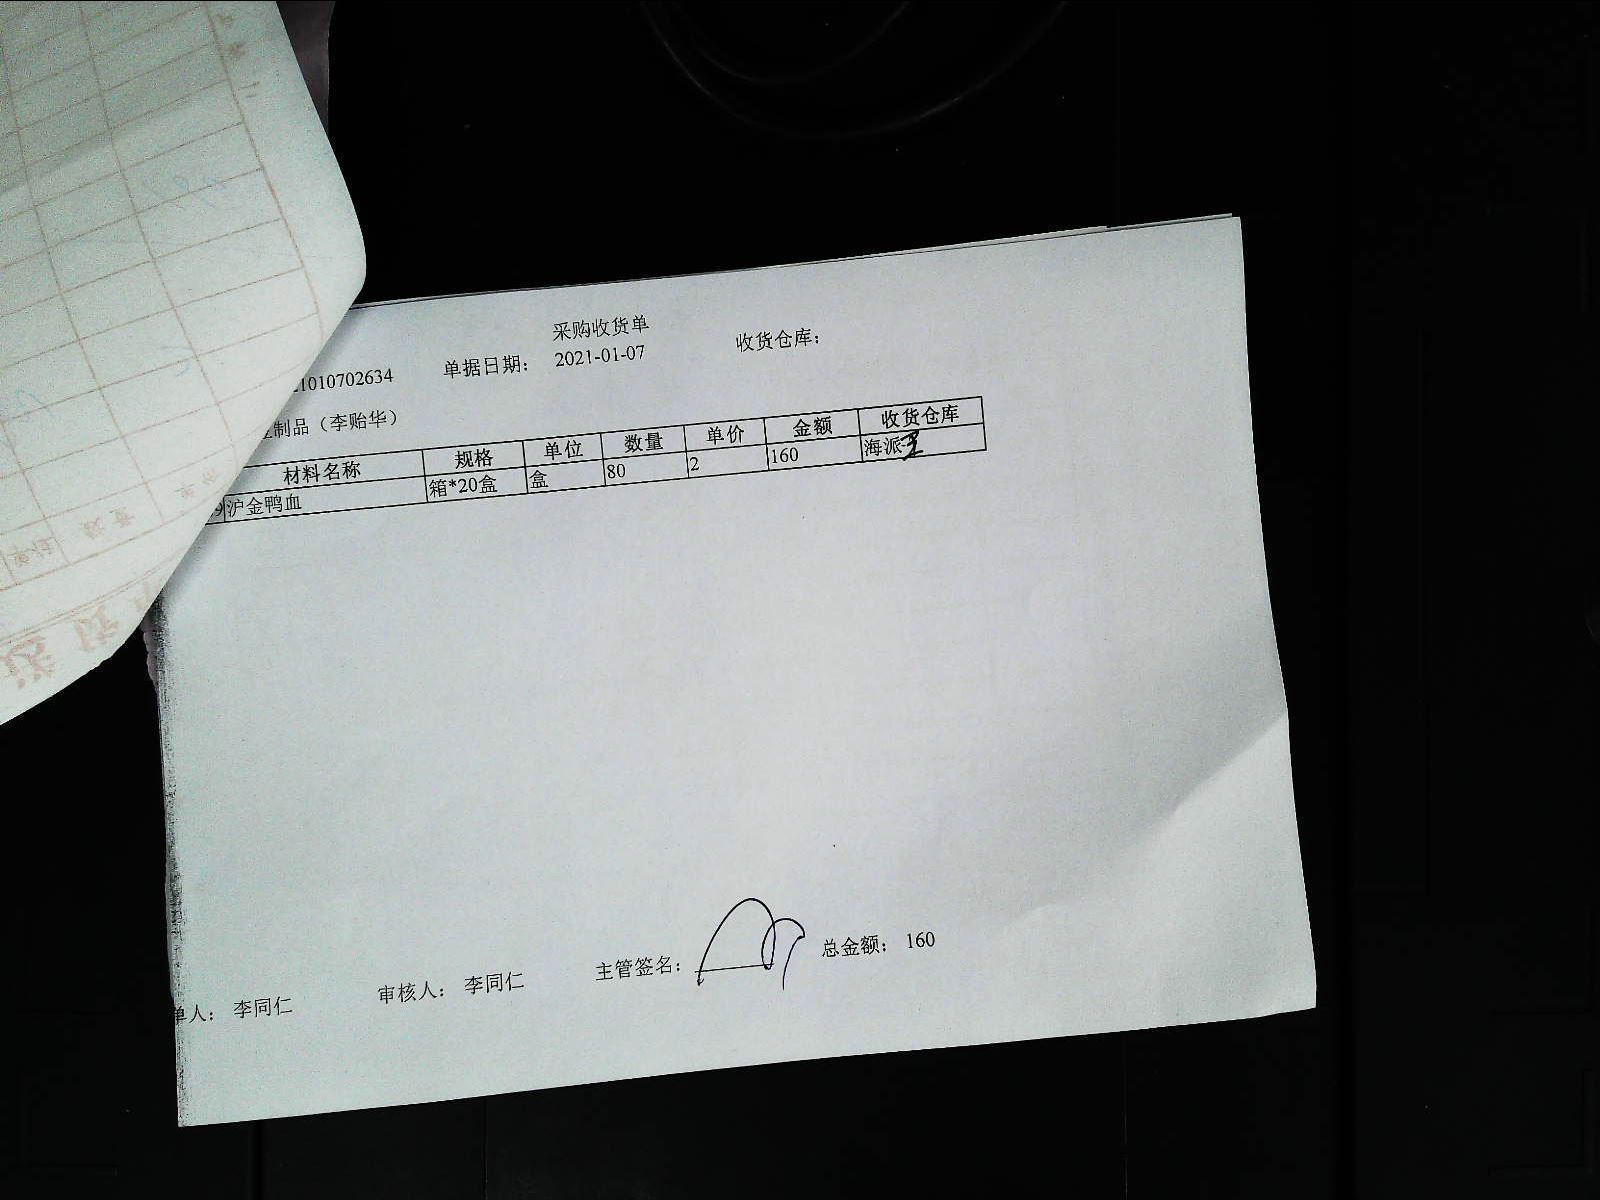 采购收货单
1010702634 单据日期: 2021-01-07 收货仓库:
制品（李贻华）
材料名称 规格 单位 数量 单价 金额 收货仓库
9 沪金鸭血 箱*20盒 盒 80 2 160 海派
单人: 李同仁 审核人: 李同仁 主管签名: 总金额: 160